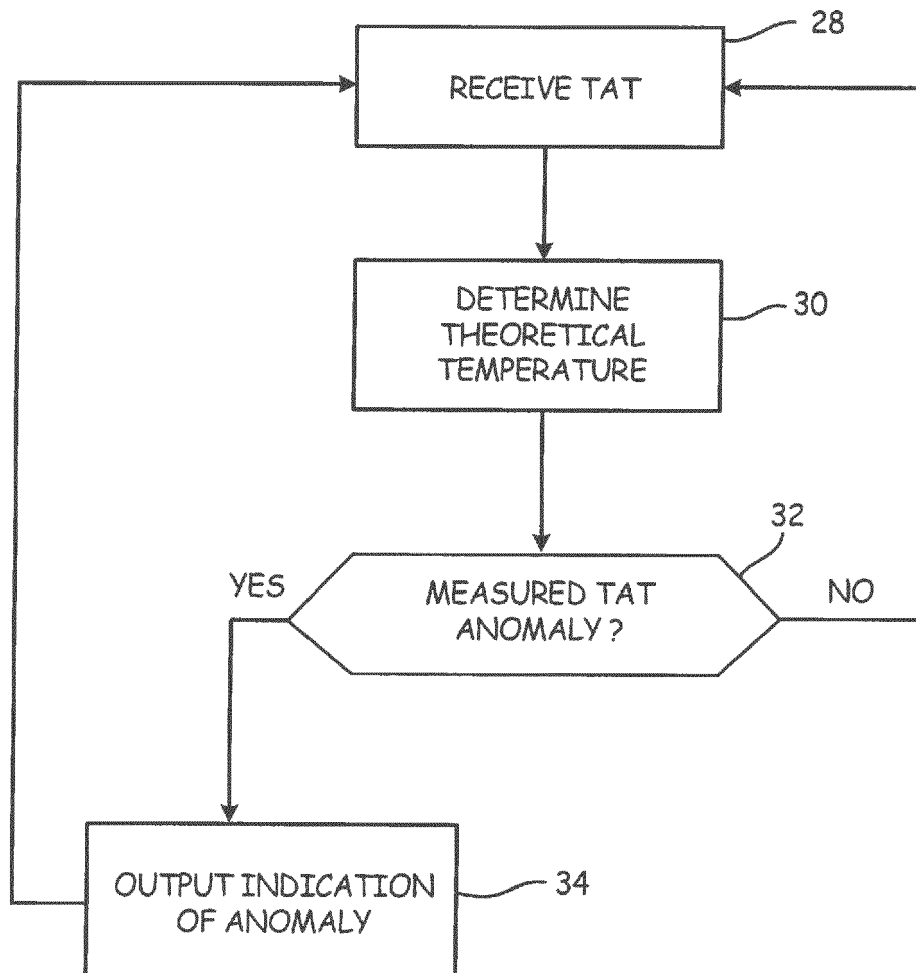 28
RECEIVE TAT
DETERMINE
THEORETICAL
TEMPERATURE
30
32
YES
MEASURED TAT
ANOMALY?
NO
OUTPUT INDICATION
OF ANOMALY
34